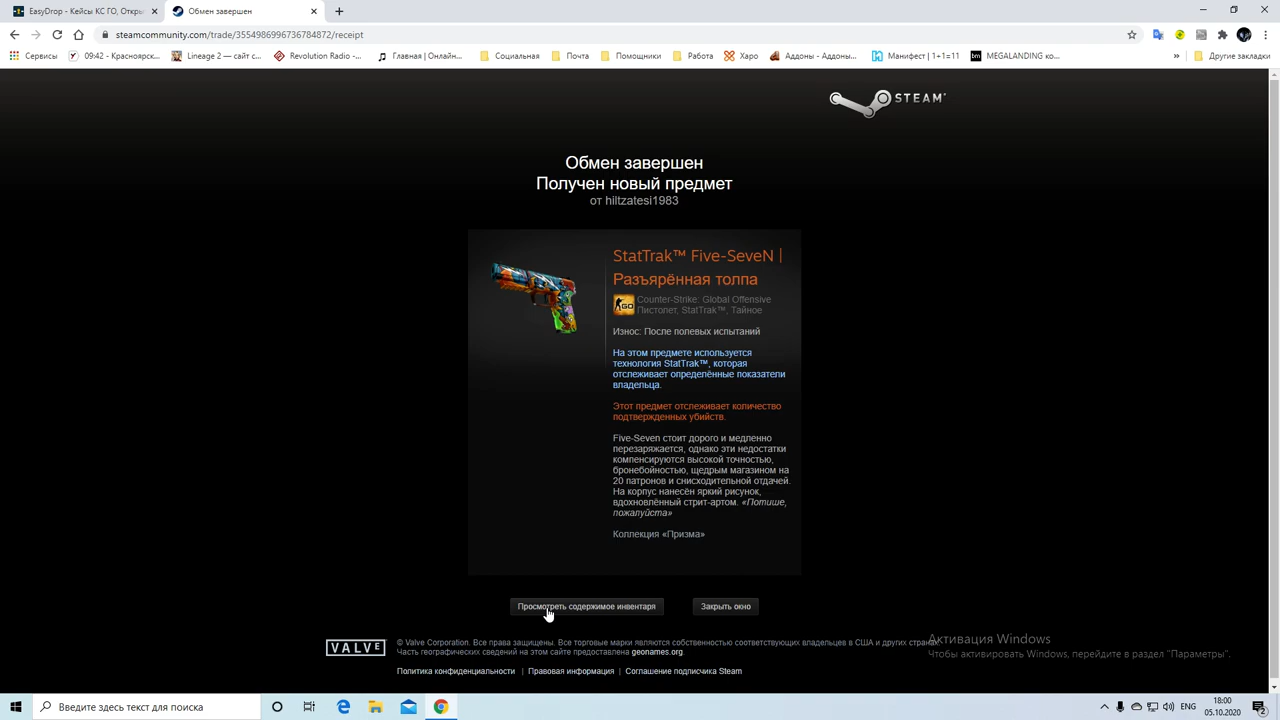 EasyDrop - Кейсы КС ГО, Открыт
Обмен завершен
steamcommunity.com/trade/3554986996736784872/receipt
Сервисы
09:42 - Красноярск...
Lineage 2 — сайт с...
Revolution Radio -...
Главная \ Онлайн...
Социальная
Почта
Помощники
Работа
Харо
Аддоны - Аддоны...
Манифест | 1+1=11
MEGALANDING ко...
»
Другие закладки
STEAM
Обмен завершен
Получен новый предмет
от hiltzatesi1983
StatTrak™ Five-SeveN |
Разъярённая толпа
Counter-Strike: Global Offensive
Пистолет, StatTrak™, Тайное
Износ: После полевых испытаний
На этом предмете используется
технология StatTrak™, которая
отслеживает определённые показатели
владельца.
Этот предмет отслеживает количество
подтвержденных убийств.
Five-Seven стоит дорого и медленно
перезаряжается, однако эти недостатки
компенсируются высокой точностью,
бронебойностью, щедрым магазином на
20 патронов и снисходительной отдачей.
На корпус нанесён яркий рисунок,
вдохновлённый стрит-артом. «Потише,
пожалуйста»
Коллекция «Призма»
Просмотреть содержимое инвентаря
Закрыть окно
VALVE
© Valve Corporation. Все права защищены. Все торговые марки являются собственностью соответствующих владельцев в США и других странах.
Часть географических сведений на этом сайте предоставлена geonames.org.
Политика конфиденциальности | Правовая информация | Соглашение подписчика Steam
Активация Windows
Чтобы активировать Windows, перейдите в раздел "Параметры".
Введите здесь текст для поиска
ENG
18:00
05.10.2020
2